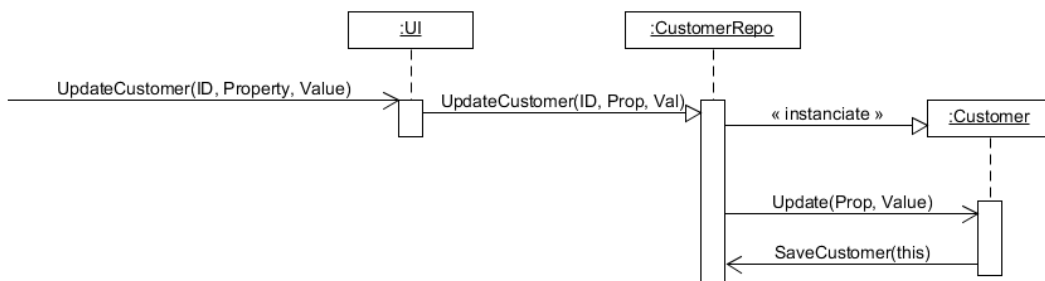 :UI
:CustomerRepo
UpdateCustomer(ID, Property, Value)
UpdateCustomer(ID, Prop, Val)
« instanciate »
:Customer
Update(Prop, Value)
SaveCustomer(this)